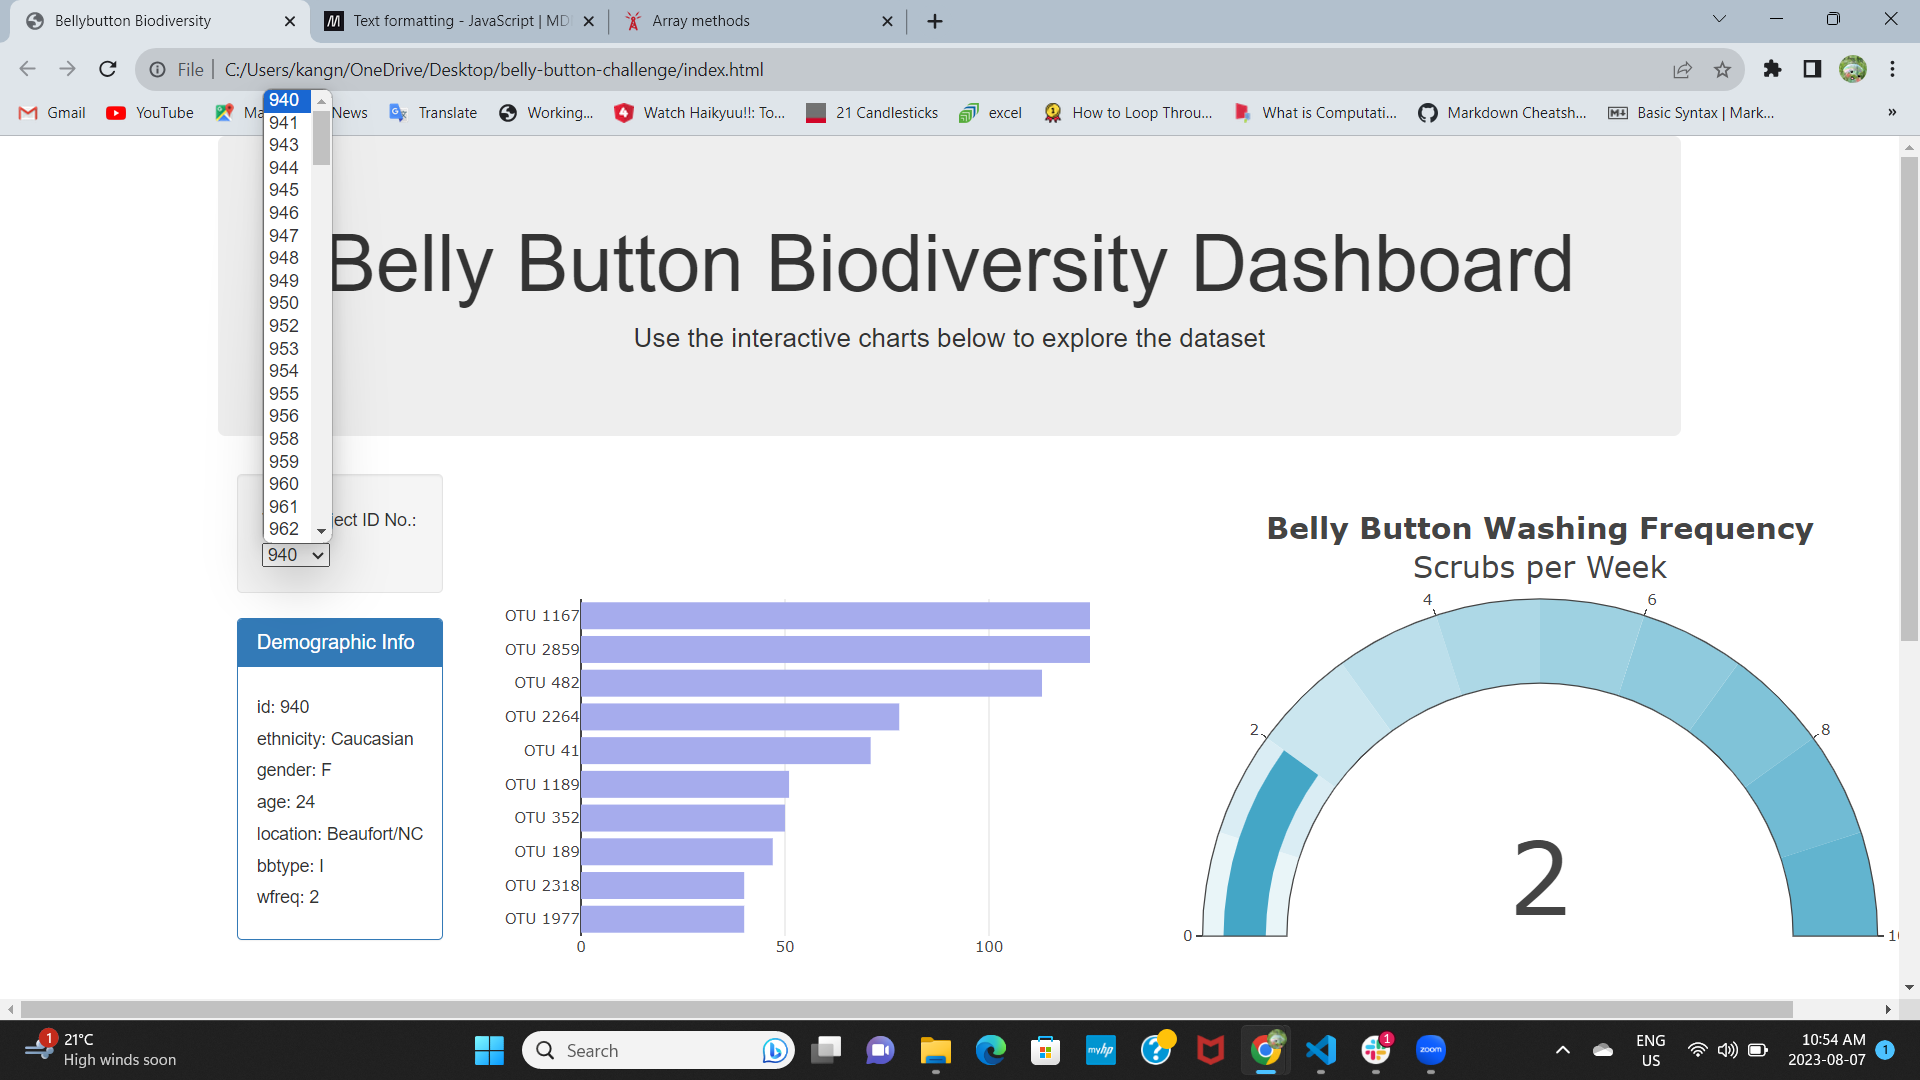 Bellybutton Biodiversity
Text formatting - JavaScript | MD
Array methods
File | C:/Users/kangn/OneDrive/Desktop/belly-button-challenge/index.html
Gmail
YouTube
Ma
News
Translate
Working...
Watch Haikyuu!!: To...
21 Candlesticks
excel
How to Loop Throu...
What is Computati...
Markdown Cheatsh...
Basic Syntax | Mark...
»
940
941
943
944
945
946
947
948
949
950
952
953
954
955
956
958
959
960
961
962
Belly Button Biodiversity Dashboard
Use the interactive charts below to explore the dataset
ject ID No.:
940
Demographic Info
id: 940
ethnicity: Caucasian
gender: F
age: 24
location: Beaufort/NC
bbtype: I
wfreq: 2
OTU 1167
OTU 2859
OTU 482
OTU 2264
OTU 41
OTU 1189
OTU 352
OTU 189
OTU 2318
OTU 1977
0
50
100
Belly Button Washing Frequency
Scrubs per Week
0
2
4
6
8
2
1
21°C
High winds soon
Search
myhp
1
zoom
ENG
US
10:54 AM
2023-08-07
1